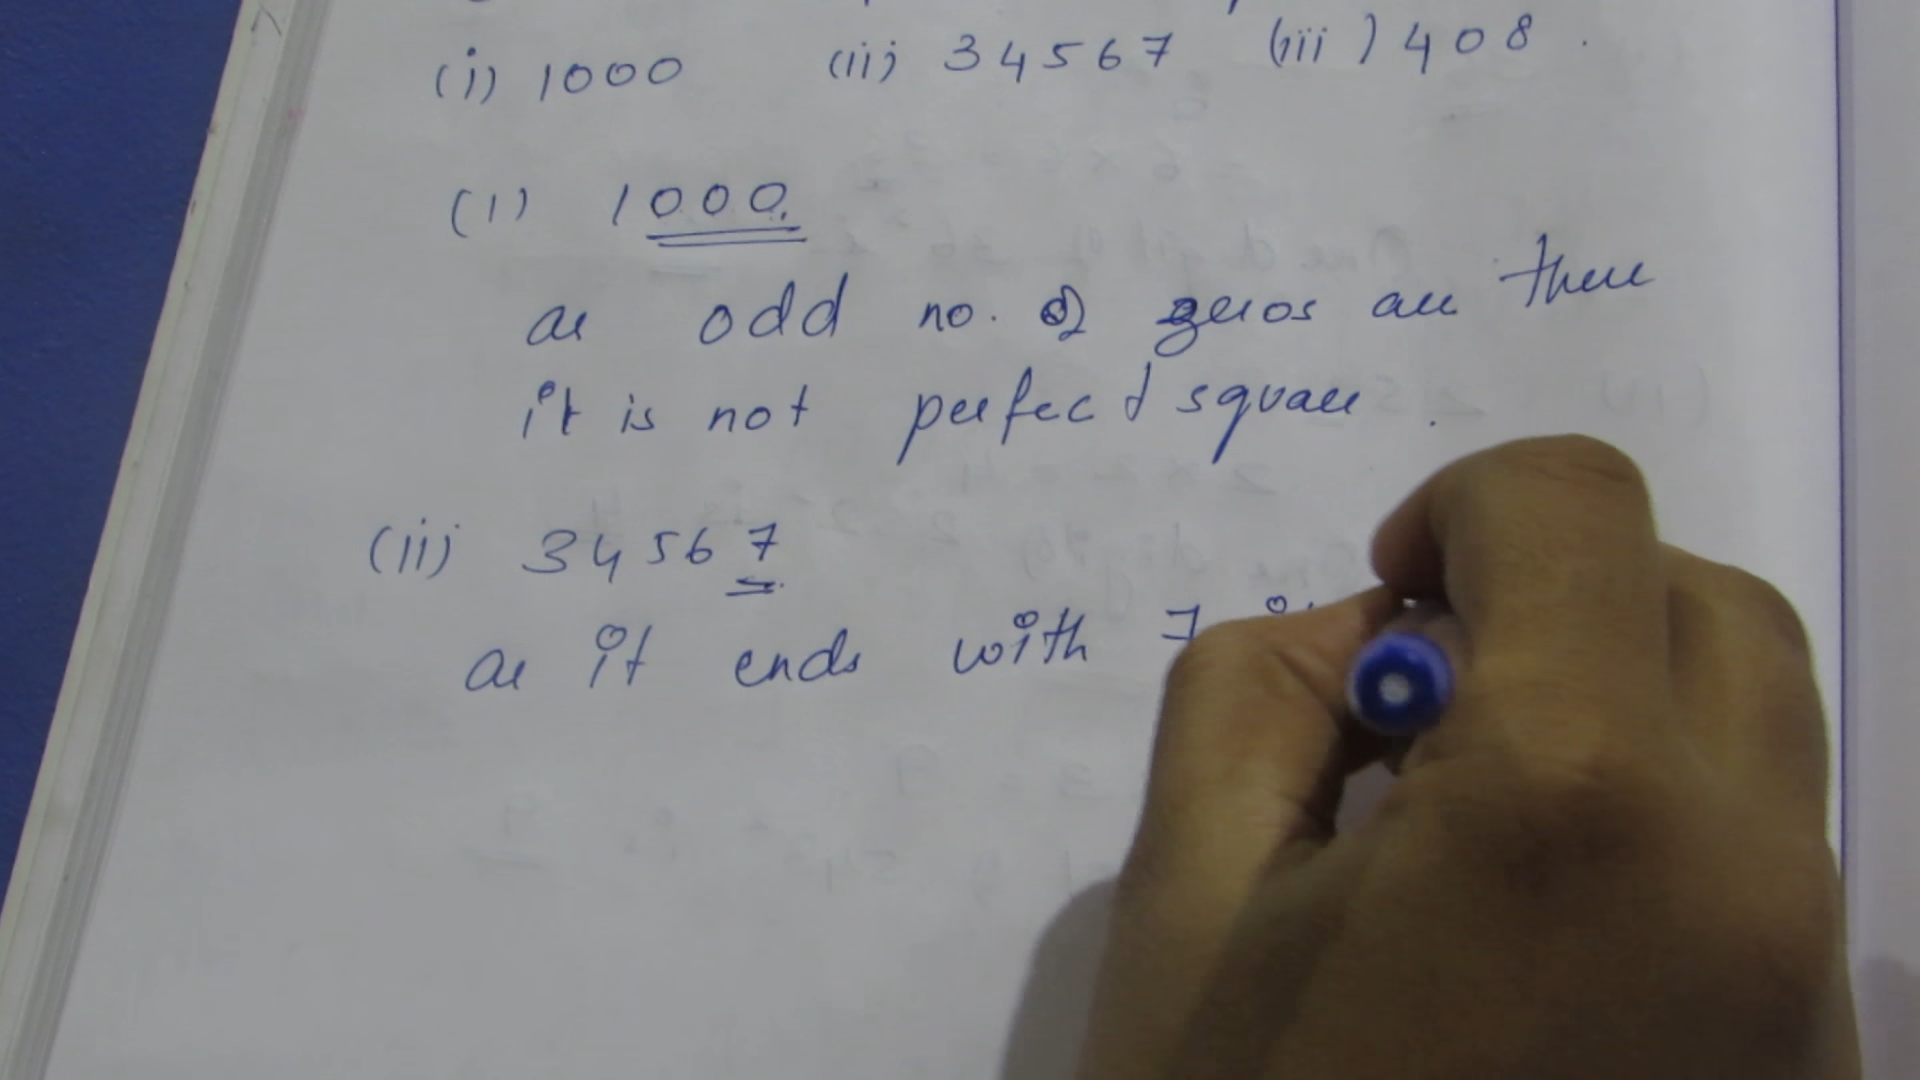 (i) 1000 (ii) 34567 (iii) 408.
(i) 1000.
as odd no. of zeros are there
it is not perfect square.
(ii) 34567
as it ends with 7